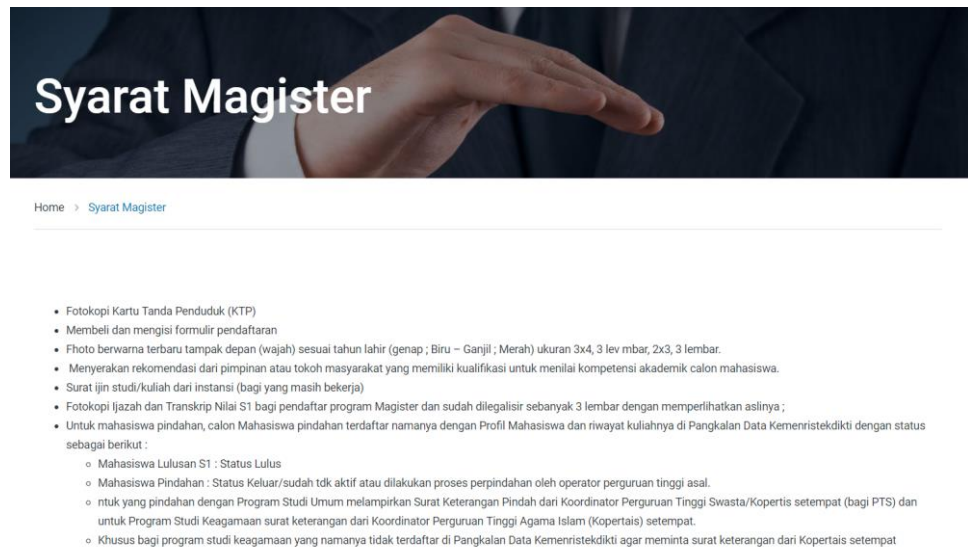 Syarat Magister
Home > Syarat Magister
• Fotokopi Kartu Tanda Penduduk (KTP)
• Membeli dan mengisi formulir pendaftaran
• Fhoto berwarna terbaru tampak depan (wajah) sesuai tahun lahir (genap ; Biru – Ganjil ; Merah) ukuran 3x4, 3 lev mbar, 2x3, 3 lembar.
• Menyerakan rekomendasi dari pimpinan atau tokoh masyarakat yang memiliki kualifikasi untuk menilai kompetensi akademik calon mahasiswa.
• Surat ijin studi/kuliah dari instansi (bagi yang masih bekerja)
• Fotokopi Ijazah dan Transkrip Nilai S1 bagi pendaftar program Magister dan sudah dilegalisir sebanyak 3 lembar dengan memperlihatkan aslinya ;
• Untuk mahasiswa pindahan, calon Mahasiswa pindahan terdaftar namanya dengan Profil Mahasiswa dan riwayat kuliahnya di Pangkalan Data Kemenristekdikti dengan status
sebagai berikut :
◦ Mahasiswa Lulusan S1 : Status Lulus
◦ Mahasiswa Pindahan : Status Keluar/sudah tdk aktif atau dilakukan proses perpindahan oleh operator perguruan tinggi asal.
◦ ntuk yang pindahan dengan Program Studi Umum melampirkan Surat Keterangan Pindah dari Koordinator Perguruan Tinggi Swasta/Kopertis setempat (bagi PTS) dan
untuk Program Studi Keagamaan surat keterangan dari Koordinator Perguruan Tinggi Agama Islam (Kopertais) setempat.
◦ Khusus bagi program studi keagamaan yang namanya tidak terdaftar di Pangkalan Data Kemenristekdikti agar meminta surat keterangan dari Kopertais setempat